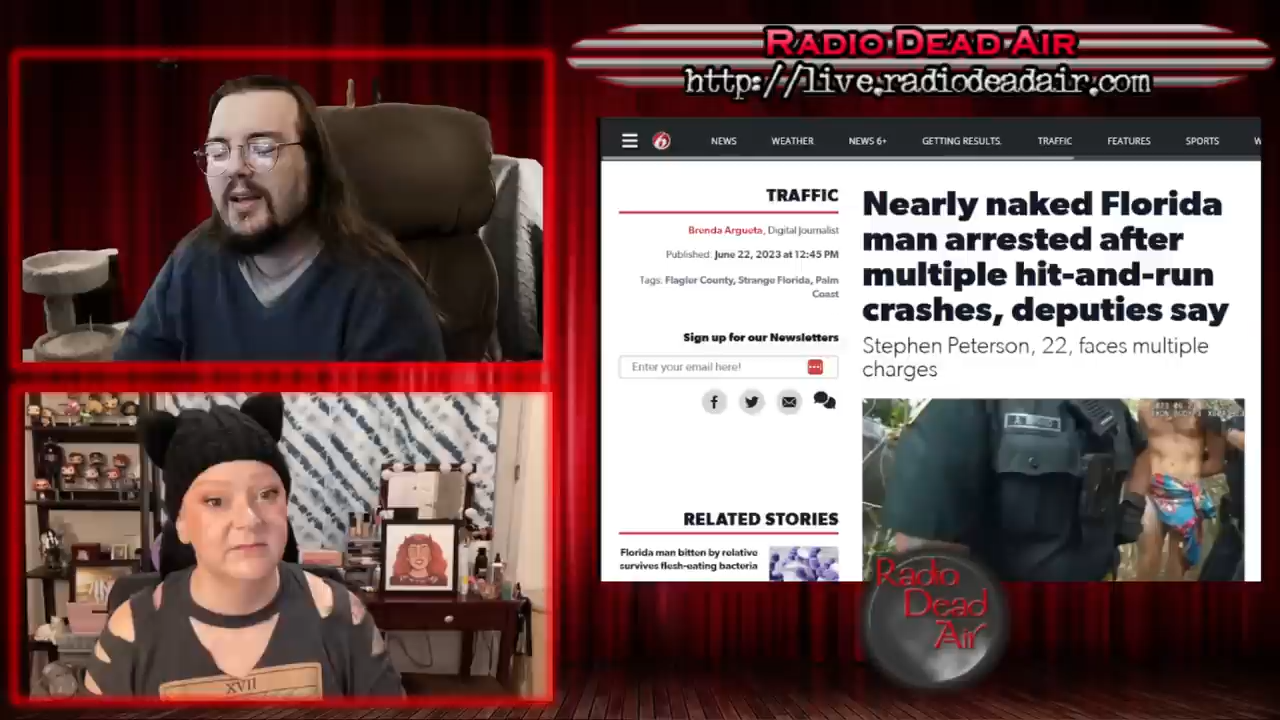 RADIO DEAD AIR
http://live.radiodeadair.com
6
NEWS
WEATHER
NEWS 6+
GETTING RESULTS
TRAFFIC
FEATURES
SPORTS
W
TRAFFIC
Brenda Argueta, Digital Journalist
Published: June 22, 2023 at 12:45 PM
Tags: Flagler County, Strange Florida, Palm
Coast
Sign up for our Newsletters
Enter your email here!
RELATED STORIES
Florida man bitten by relative
survives flesh-eating bacteria
Nearly naked Florida
man arrested after
multiple hit-and-run
crashes, deputies say
Stephen Peterson, 22, faces multiple
charges
Radio
Dead
Air
XVII